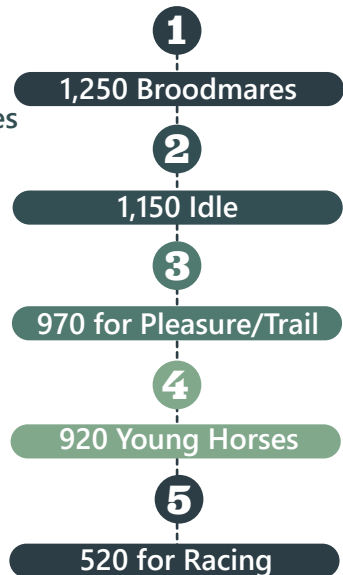 1
1,250 Broodmares
es
2
1,150 Idle
3
970 for Pleasure/Trail
4
920 Young Horses
5
520 for Racing